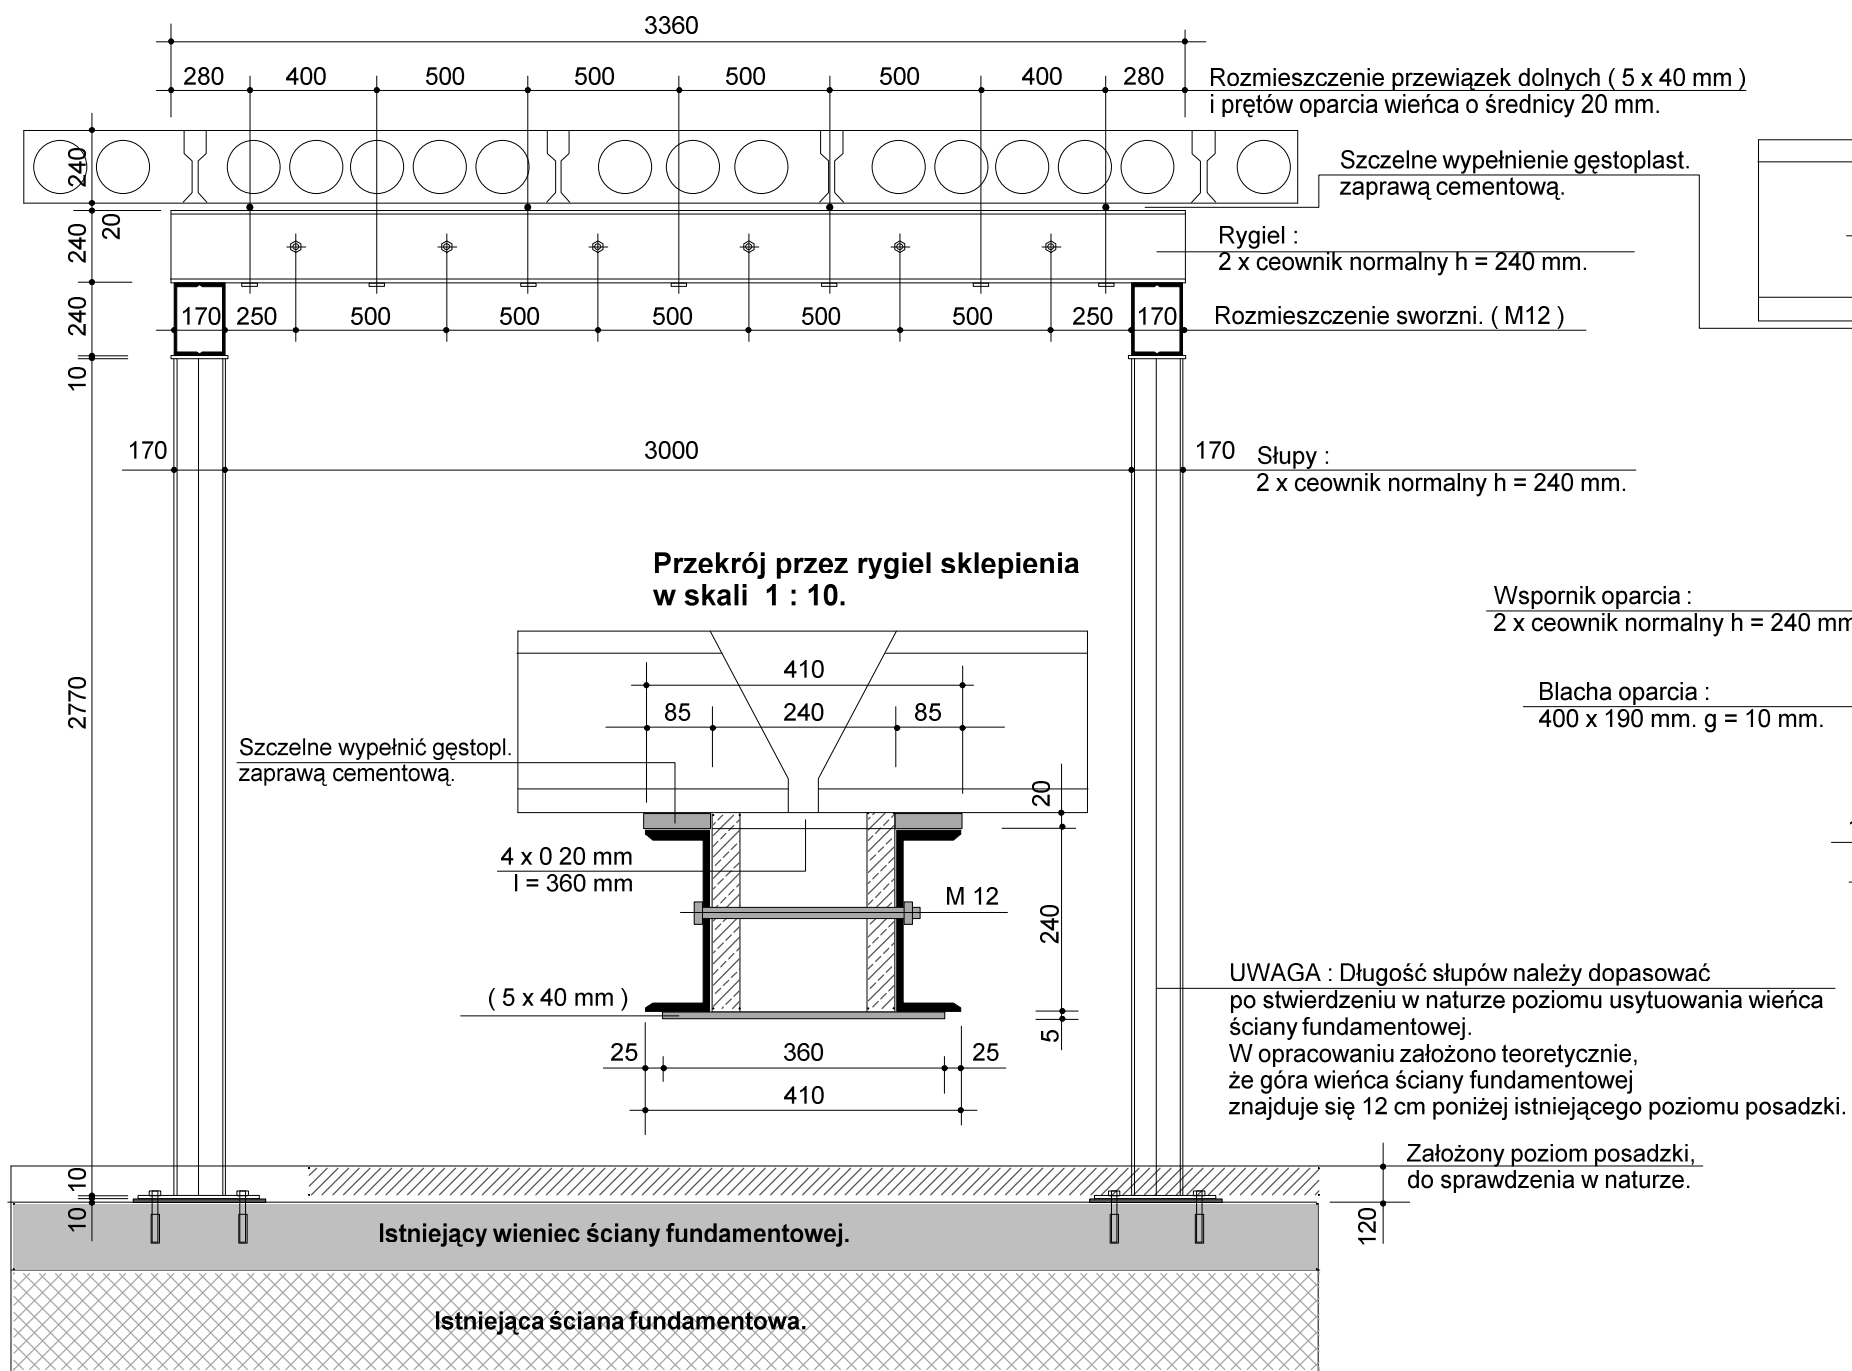 3360
280 400 500 500 500 500 400 280
Rozmieszczenie przewiązek dolnych ( 5 x 40 mm )
i prętów oparcia wieńca o średnicy 20 mm.
240
Szczelne wypełnienie gęstoplast.
zaprawą cementową.
20
240
Rygiel :
2 x ceownik normalny h = 240 mm.
240
170 250 500 500 500 500 500 250 170
Rozmieszczenie sworzni. ( M12 )
10
170 3000 170
Słupy :
2 x ceownik normalny h = 240 mm.
Przekrój przez rygiel sklepienia
w skali 1 : 10.
Wspornik oparcia :
2 x ceownik normalny h = 240 mm
410
2770
85 240 85
Blacha oparcia :
400 x 190 mm. g = 10 mm.
Szczelne wypełnić gęstopl.
zaprawą cementową.
20
4 x 0 20 mm
l = 360 mm
M 12
240
( 5 x 40 mm )
5
25 360 25
410
UWAGA : Długość słupów należy dopasować
po stwierdzeniu w naturze poziomu usytuowania wieńca
ściany fundamentowej.
W opracowaniu założono teoretycznie,
że góra wieńca ściany fundamentowej
znajduje się 12 cm poniżej istniejącego poziomu posadzki.
Założony poziom posadzki,
do sprawdzenia w naturze.
10
10
120
Istniejący wieniec ściany fundamentowej.
Istniejąca ściana fundamentowa.